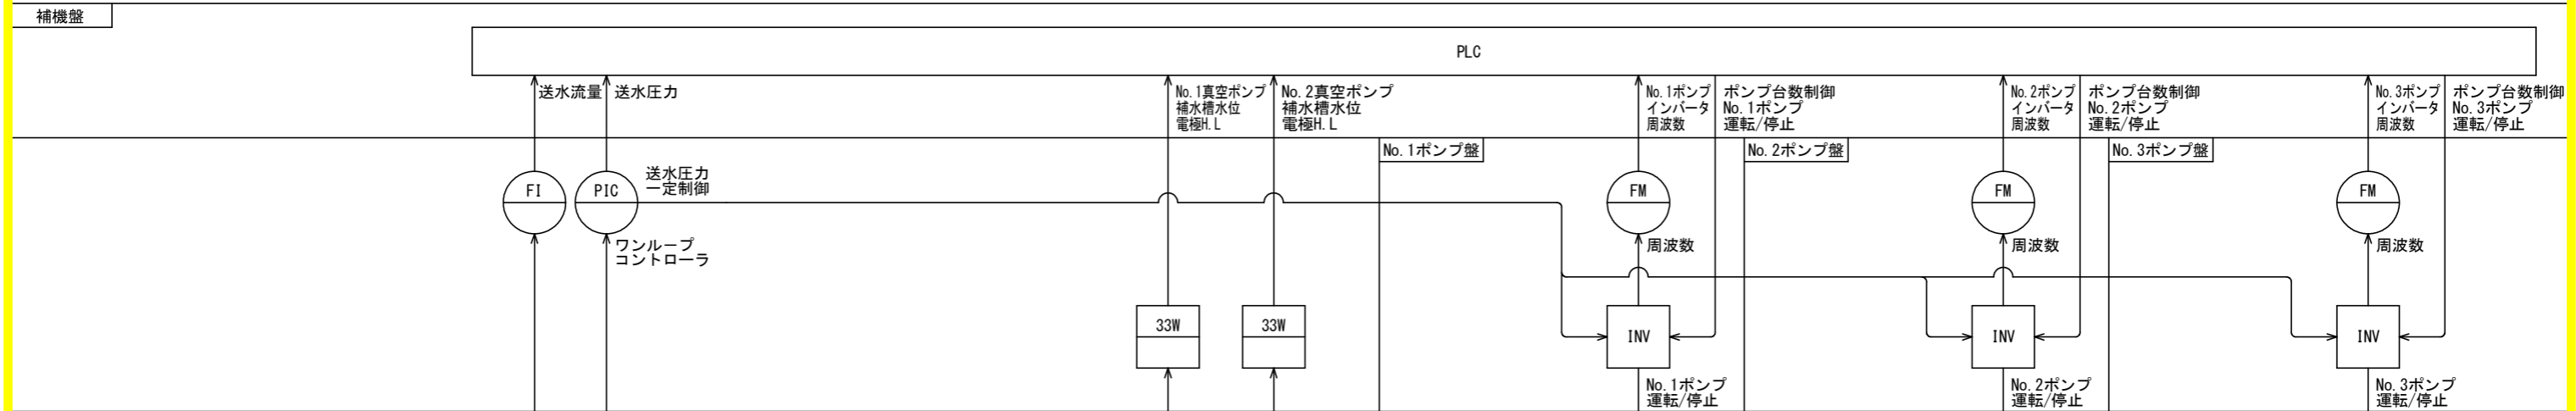 補機盤
PLC
送水流量
送水圧力
No.1真空ポンプ
補水槽水位
電極H.L
No.2真空ポンプ
補水槽水位
電極H.L
No.1ポンプ
インバータ
周波数
ポンプ台数制御
No.1ポンプ
運転/停止
No.2ポンプ
インバータ
周波数
ポンプ台数制御
No.2ポンプ
運転/停止
No.3ポンプ
インバータ
周波数
ポンプ台数制御
No.3ポンプ
運転/停止
No.1ポンプ盤
No.2ポンプ盤
No.3ポンプ盤
FI
PIC
送水圧力
一定制御
FM
FM
FM
ワンループ
コントローラ
周波数
周波数
周波数
33W
33W
INV
INV
INV
No.1ポンプ
運転/停止
No.2ポンプ
運転/停止
No.3ポンプ
運転/停止